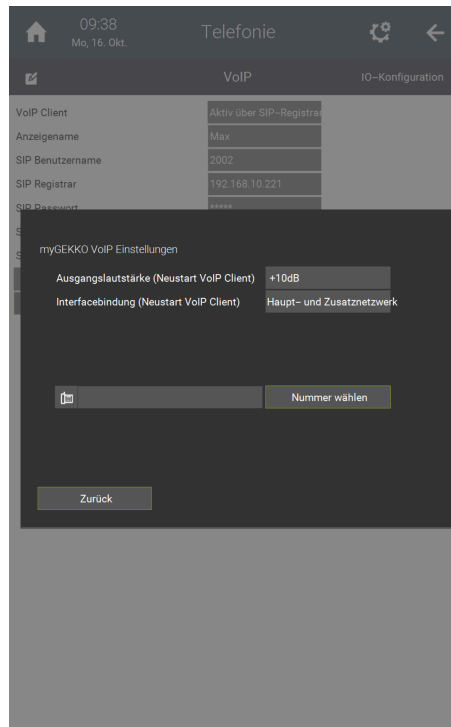 09:38
Mo, 16. Okt.
Telefonie
VoIP
IO-Konfiguration
VoIP Client
Aktiv über SIP-Registrar
Anzeigename
Max
SIP Benutzername
2002
SIP Registrar
192.168.10.221
SIP Passwort
*****
S
S
myGEKKO VoIP Einstellungen
Ausgangslautstärke (Neustart VoIP Client)
+10dB
Interfacebindung (Neustart VoIP Client)
Haupt- und Zusatznetzwerk
Nummer wählen
Zurück